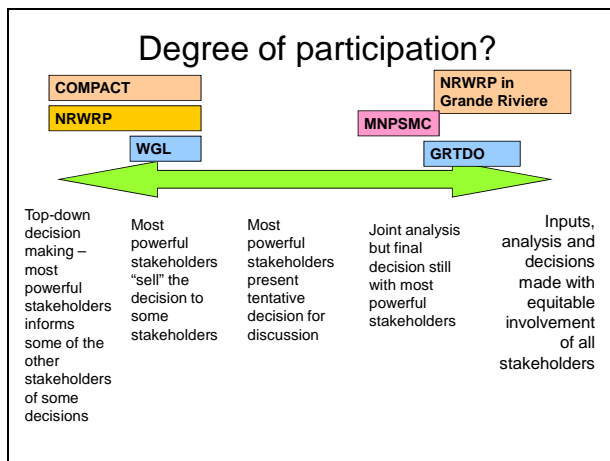 Degree of participation?
COMPACT
NRWRP
WGL
NRWRP in
Grande Riviere
MNPSMC
GRTDO
Top-down
decision
making –
most
powerful
stakeholders
informs
some of the
other
stakeholders
of some
decisions
Most
powerful
stakeholders
“sell” the
decision to
some
stakeholders
Most
powerful
stakeholders
present
tentative
decision for
discussion
Joint analysis
but final
decision still
with most
powerful
stakeholders
Inputs,
analysis and
decisions
made with
equitable
involvement
of all
stakeholders